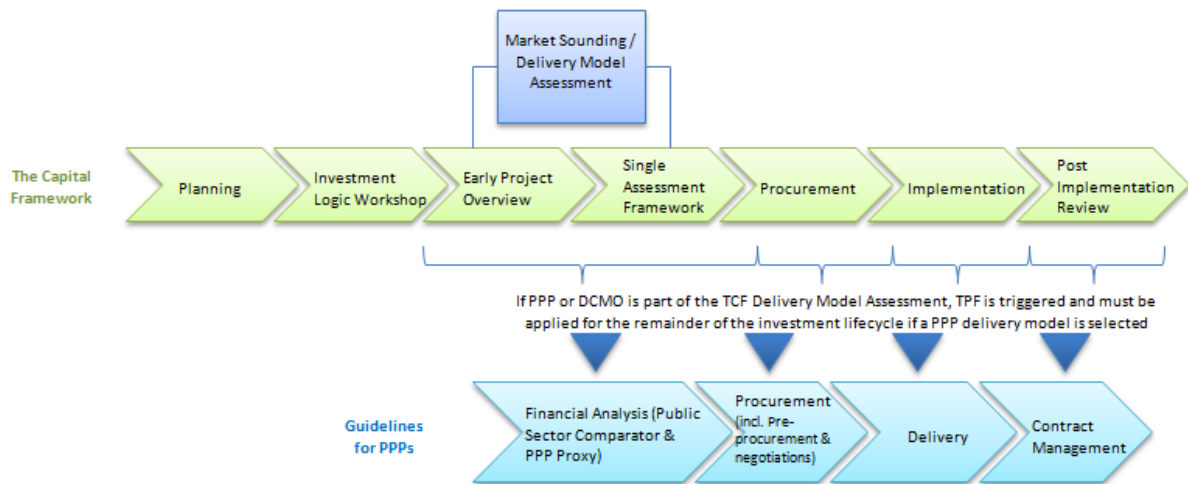 Market Sounding /
Delivery Model
Assessment
The Capital
Framework
Planning
Investment
Logic Workshop
Early Project
Overview
Single
Assessment
Framework
Procurement
Implementation
Post
Implementation
Review
If PPP or DCMO is part of the TCF Delivery Model Assessment, TPF is triggered and must be
applied for the remainder of the investment lifecycle if a PPP delivery model is selected
Guidelines
for PPPs
Financial Analysis (Public
Sector Comparator &
PPP Proxy)
Procurement
(incl. Pre-
procurement &
negotiations)
Delivery
Contract
Management